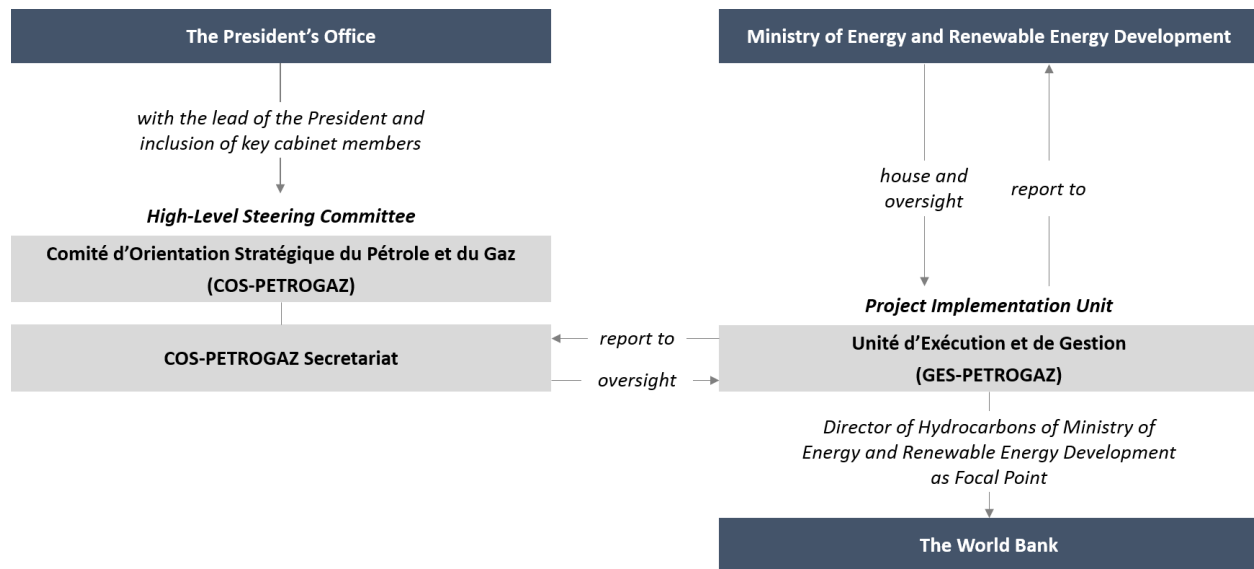 The President's Office
with the lead of the President and
inclusion of key cabinet members
High-Level Steering Committee
Comité d'Orientation Stratégique du Pétrole et du Gaz
(COS-PETROGAZ)
COS-PETROGAZ Secretariat
report to
oversight
Ministry of Energy and Renewable Energy Development
house and
oversight
report to
Project Implementation Unit
Unité d'Exécution et de Gestion
(GES-PETROGAZ)
Director of Hydrocarbons of Ministry of
Energy and Renewable Energy Development
as Focal Point
The World Bank